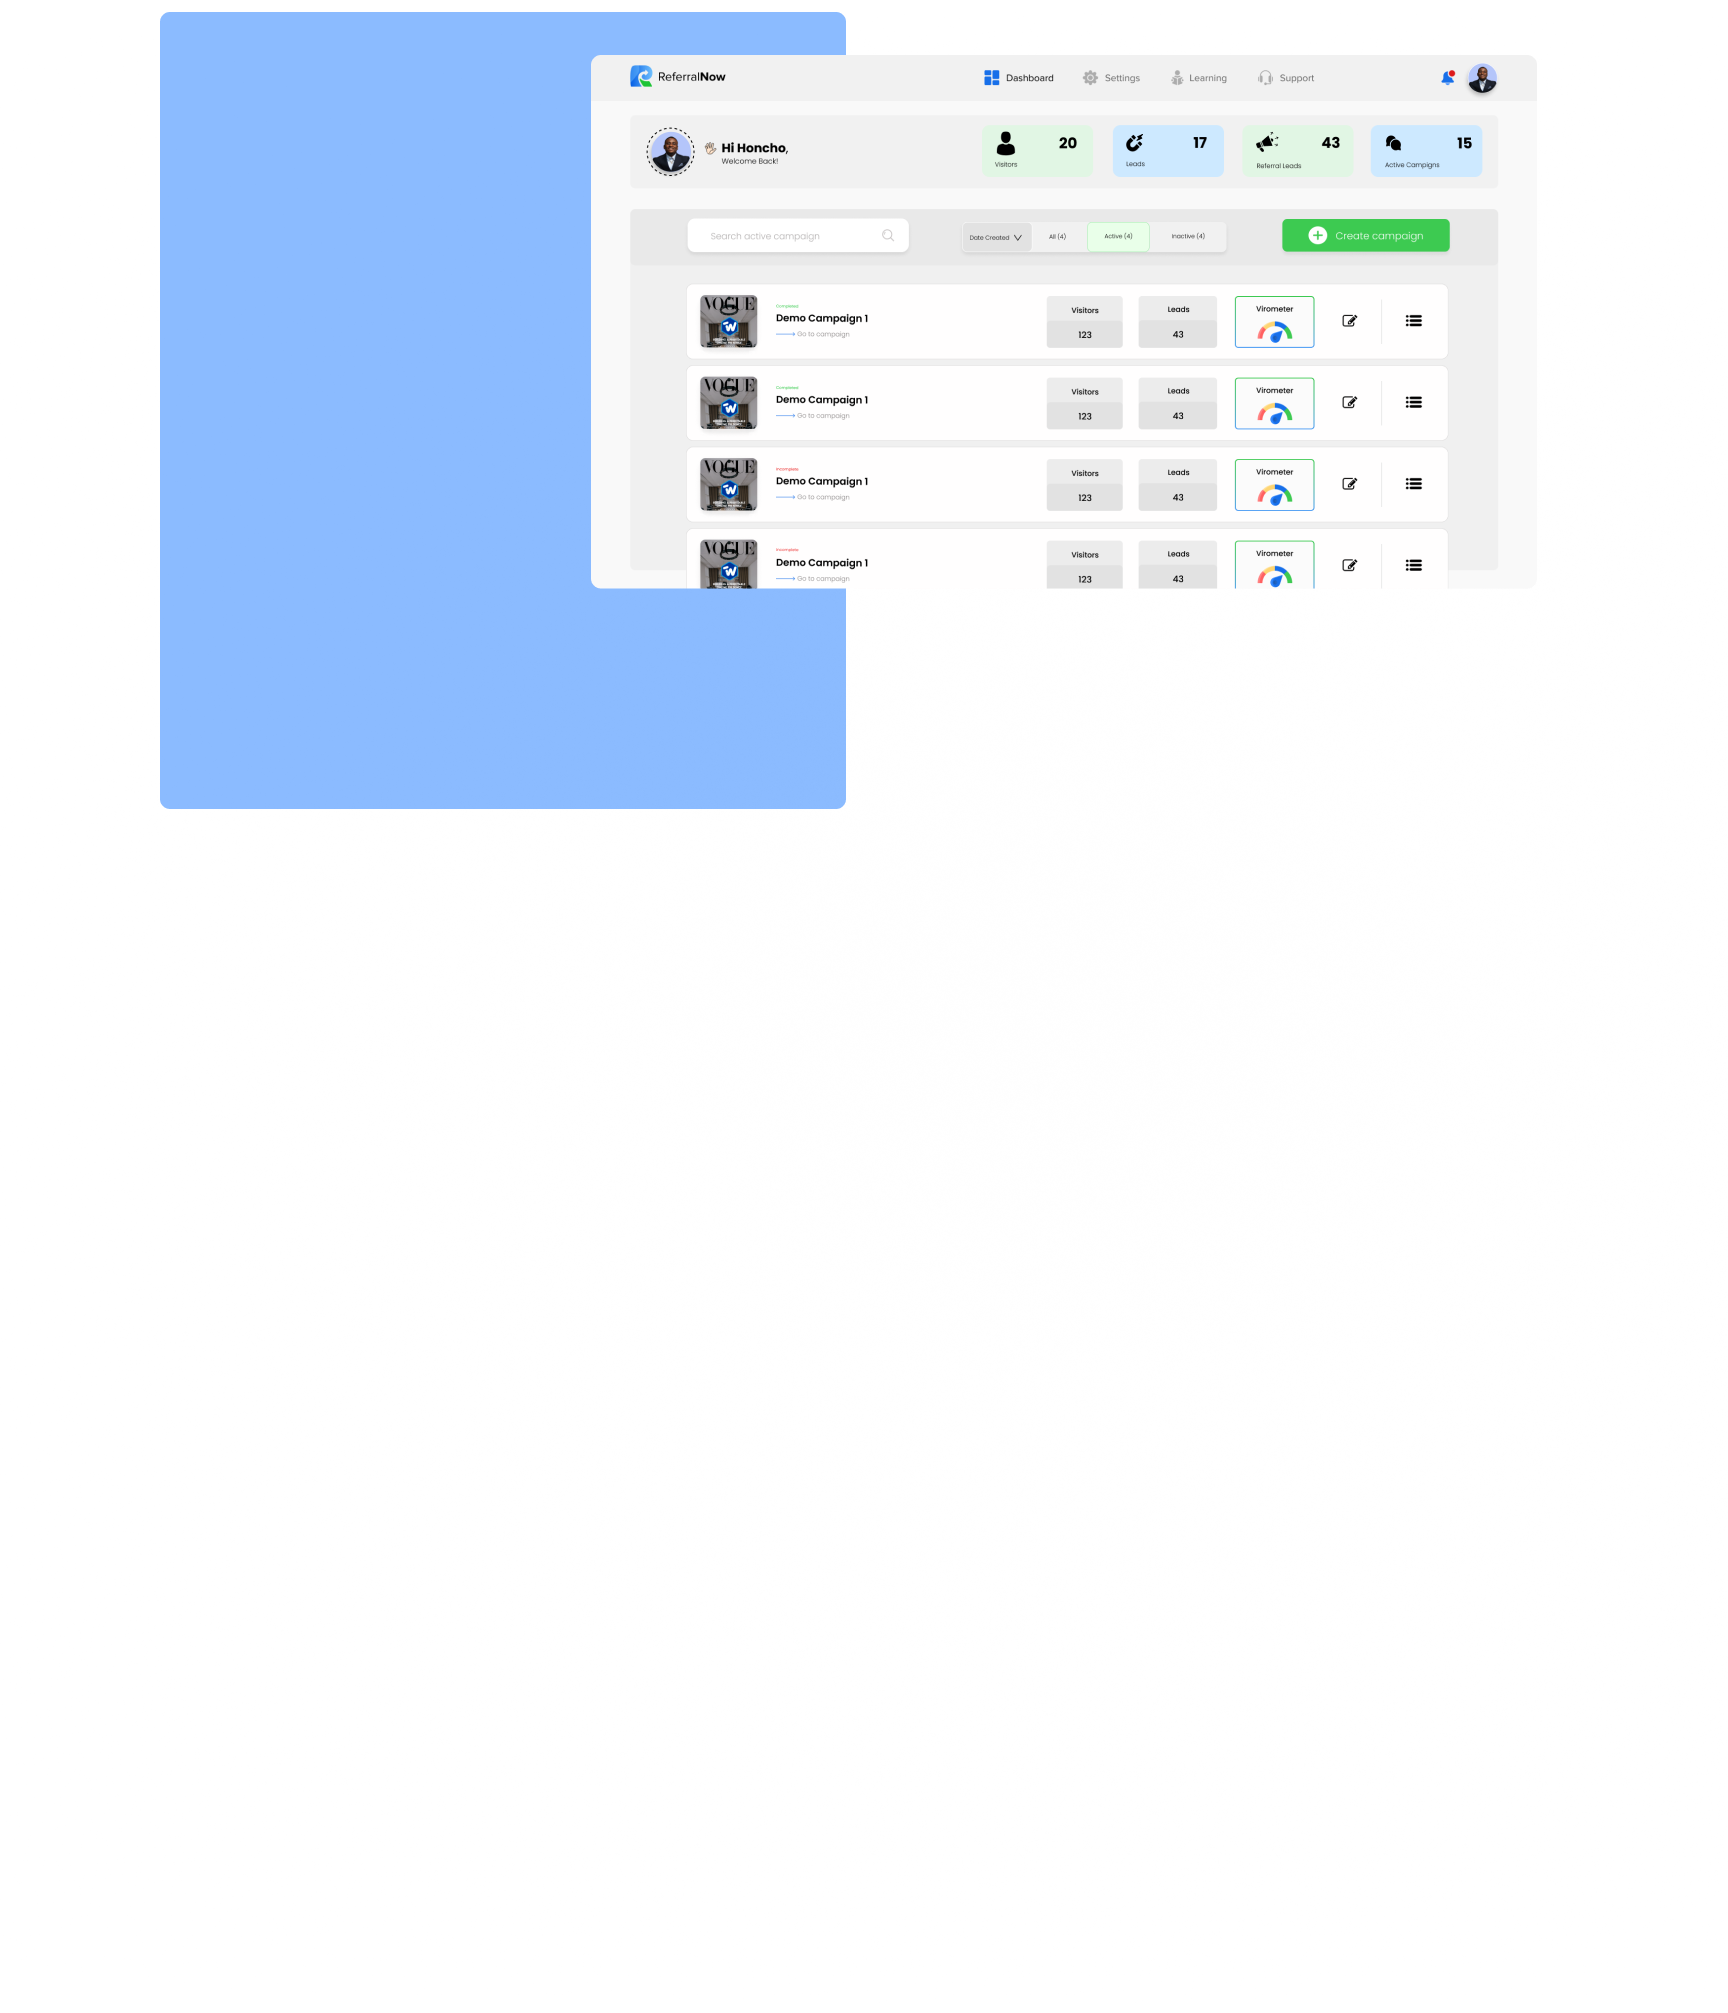 ReferralNow
Dashboard
Settings
Learning
Support
Hi Honcho,
Welcome Back!
20
Visitors
17
Leads
43
Referral Leads
15
Active Campigns
Search active campaign
Date Created
All (4)
Active (4)
Inactive (4)
Create campaign
VOGUE
W
Completed
Demo Campaign 1
Go to campaign
Visitors
123
Leads
43
Virometer
VOGUE
W
Completed
Demo Campaign 1
Go to campaign
Visitors
123
Leads
43
Virometer
VOGUE
W
Incomplete
Demo Campaign 1
Go to campaign
Visitors
123
Leads
43
Virometer
VOGUE
W
Incomplete
Demo Campaign 1
Go to campaign
Visitors
123
Leads
43
Virometer